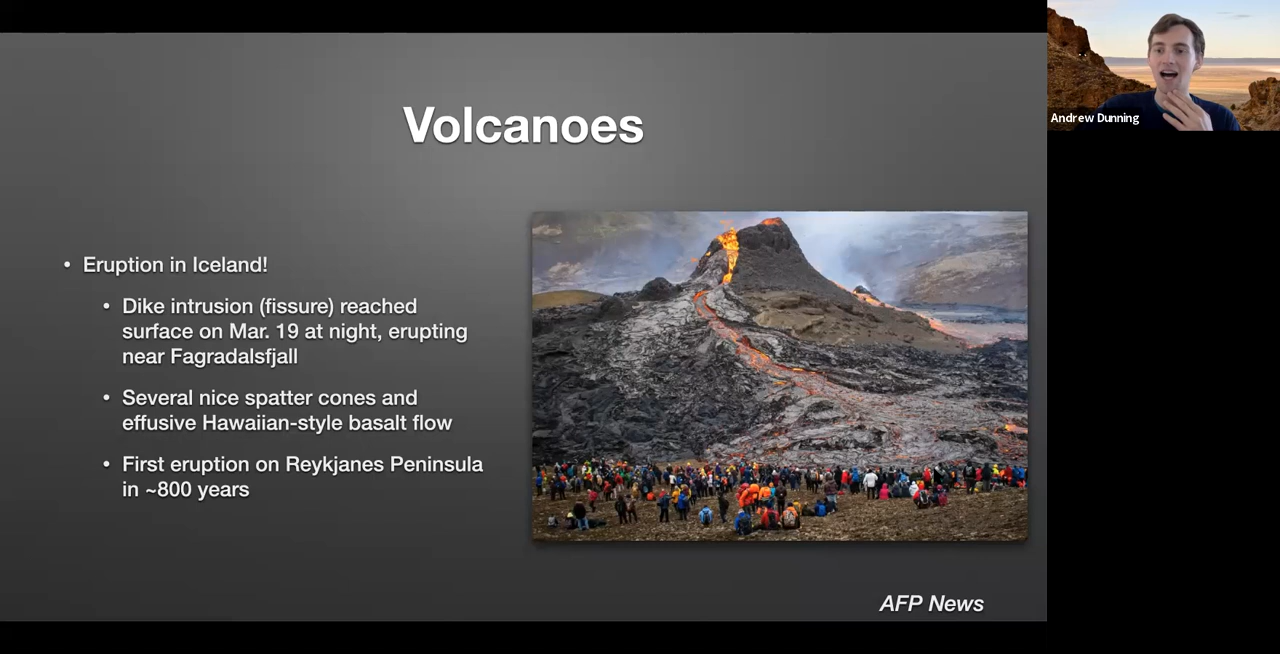 Volcanoes
Andrew Dunning
• Eruption in Iceland!
• Dike intrusion (fissure) reached
surface on Mar. 19 at night, erupting
near Fagradalsfjall
• Several nice spatter cones and
effusive Hawaiian-style basalt flow
• First eruption on Reykjanes Peninsula
in ~800 years
AFP News